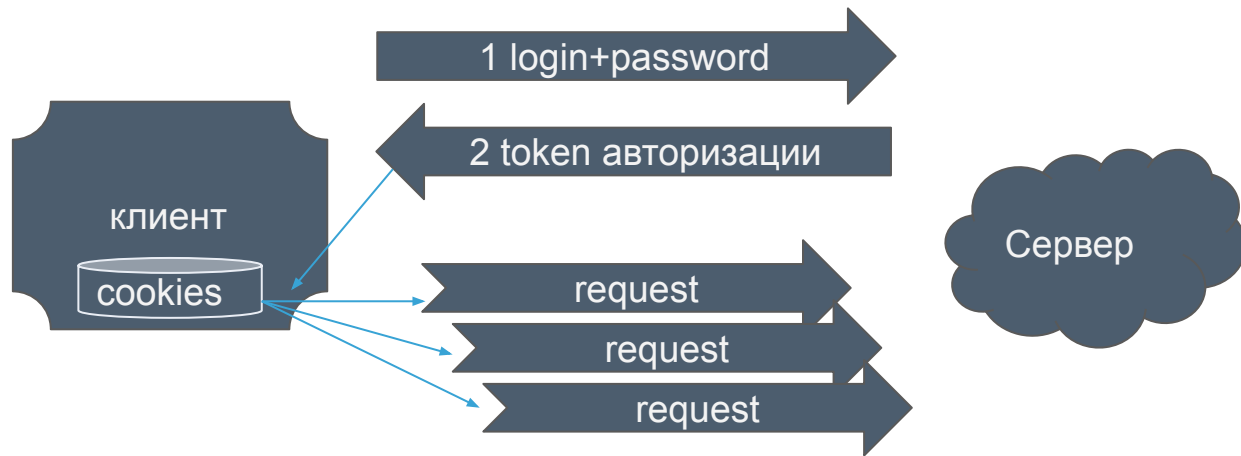 1 login+password
2 token авторизации
клиент
cookies
Сервер
request
request
request